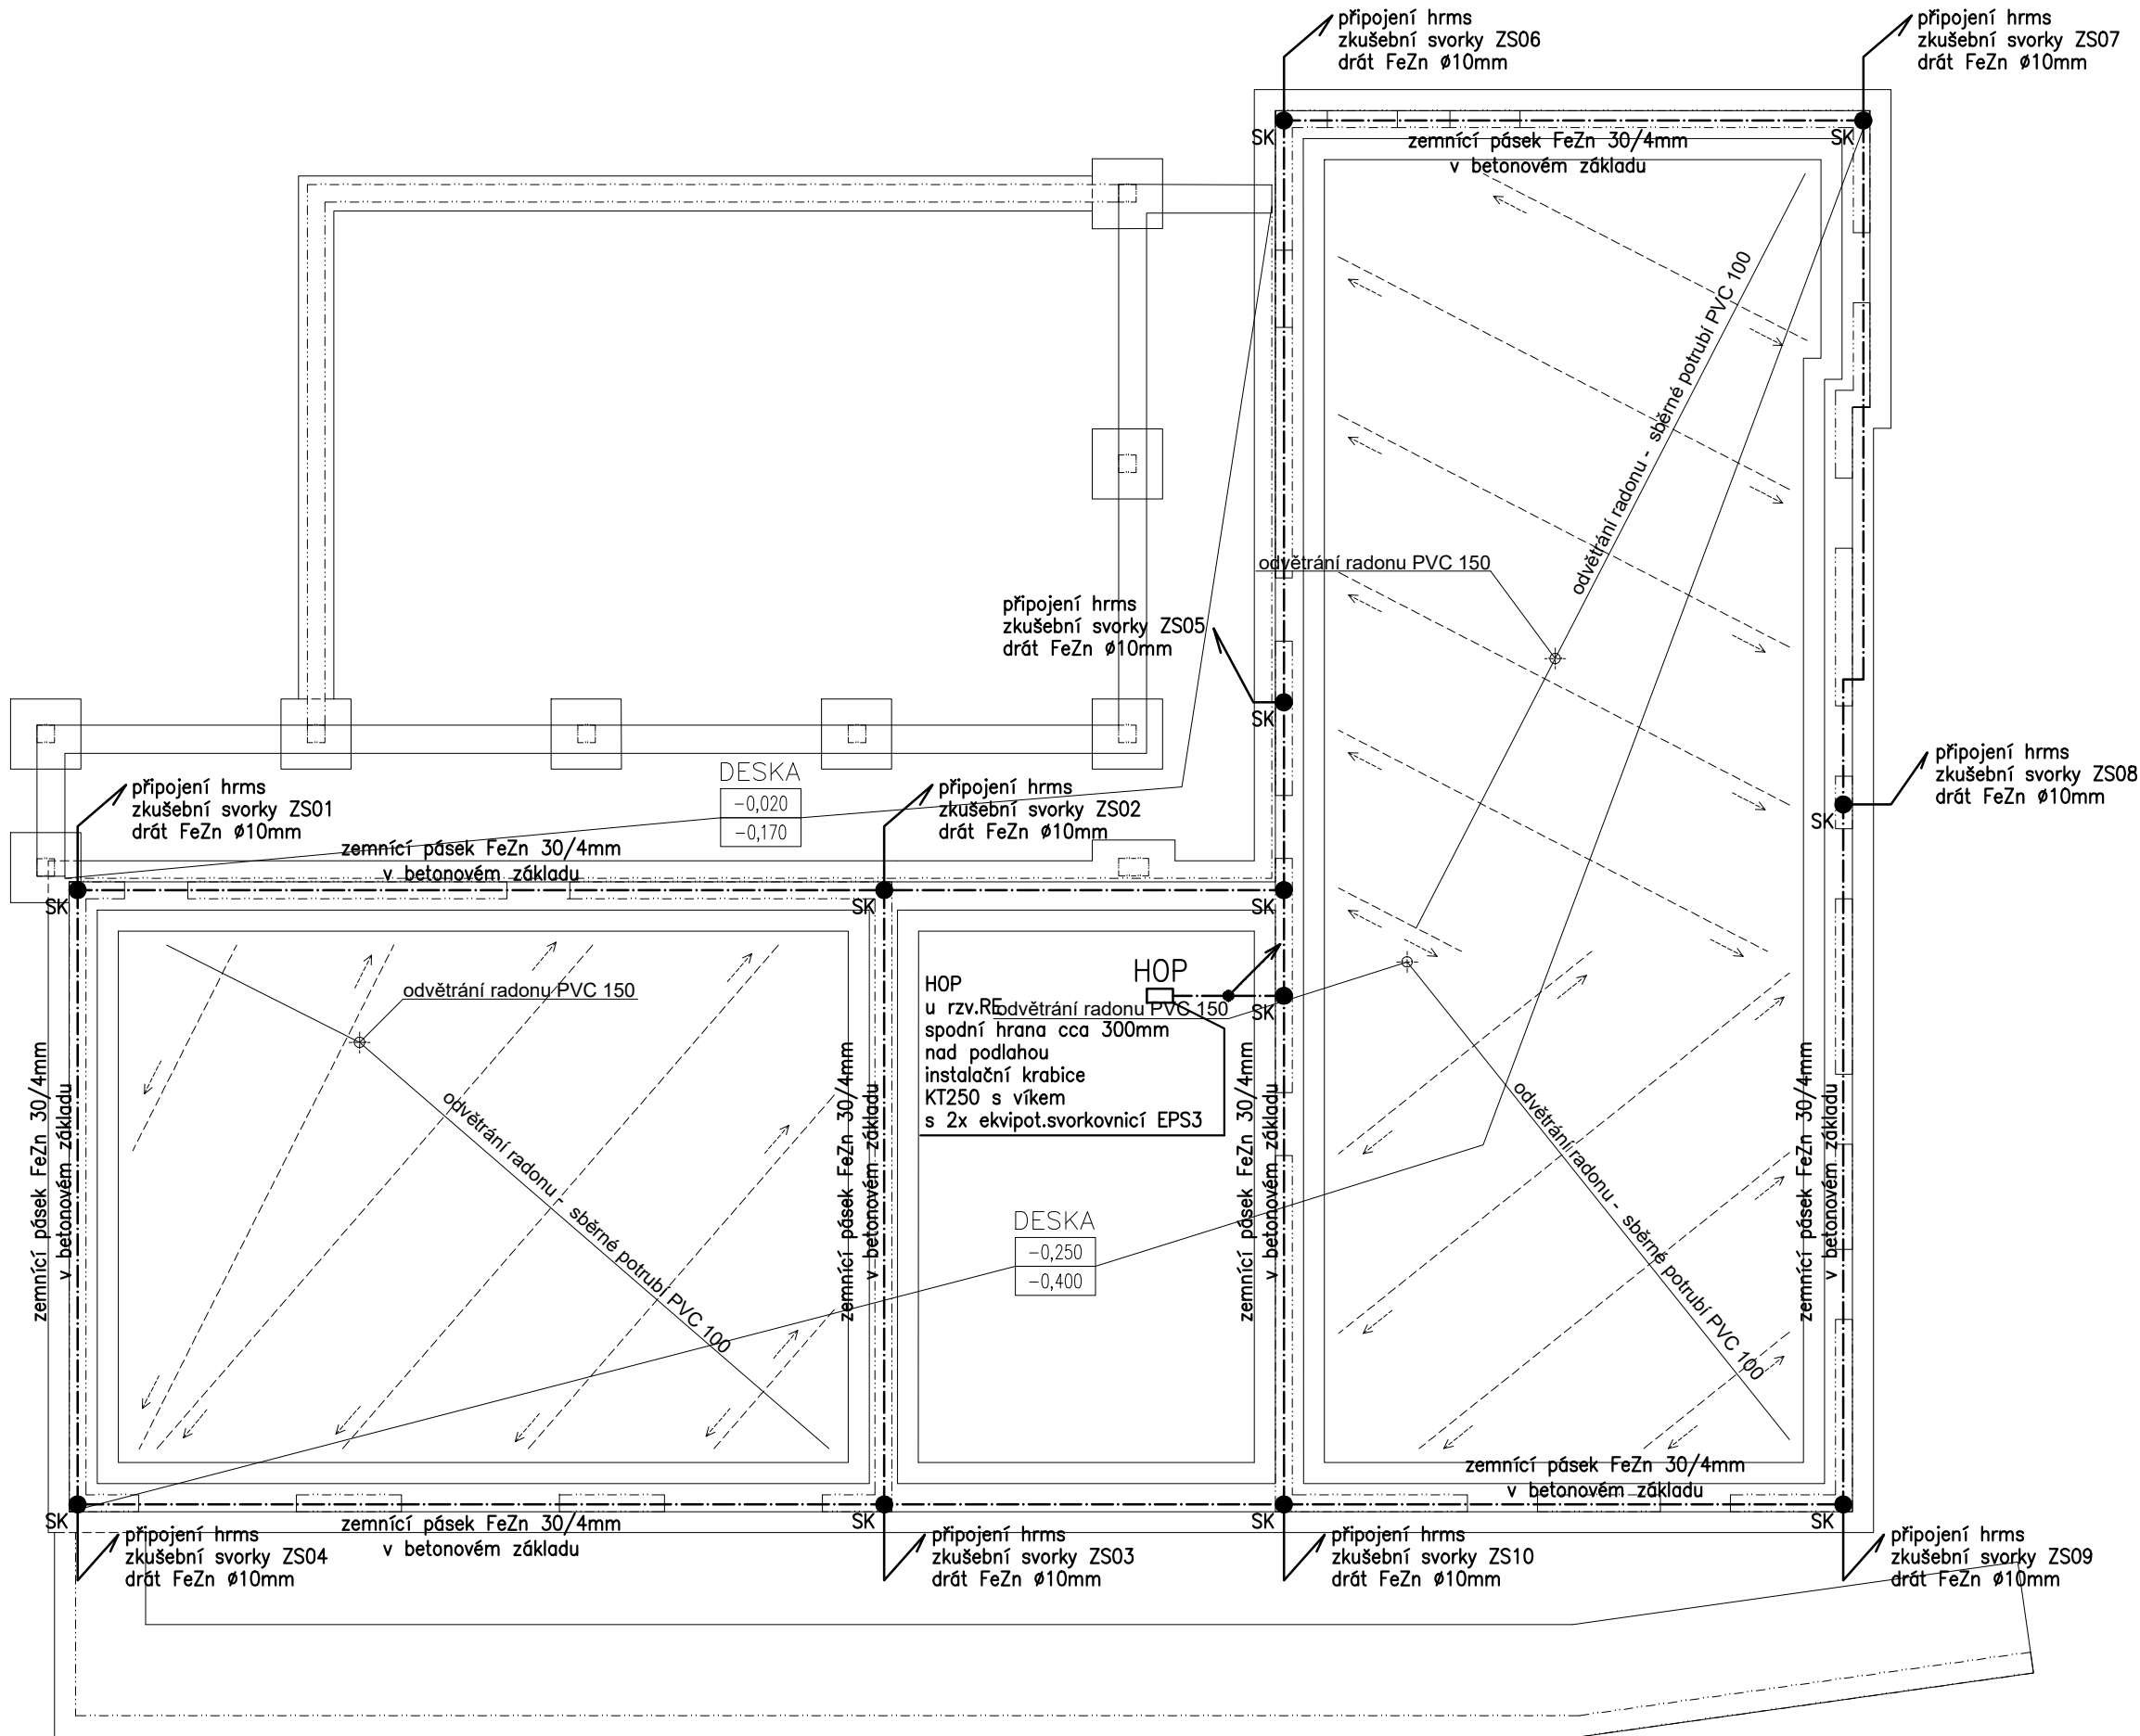 připojení hrms
zkušební svorky ZS06
drát FeZn ø10mm
připojení hrms
zkušební svorky ZS07
drát FeZn ø10mm
SK
zemnící pásek FeZn 30/4mm
v betonovém základu
SK
odvětrání radonu - sběrné potrubí PVC 100
odvětrání radonu PVC 150
připojení hrms
zkušební svorky ZS05
drát FeZn ø10mm
SK
připojení hrms
zkušební svorky ZS08
drát FeZn ø10mm
SK
DESKA
-0,020
-0,170
připojení hrms
zkušební svorky ZS01
drát FeZn ø10mm
připojení hrms
zkušební svorky ZS02
drát FeZn ø10mm
zemnící pásek FeZn 30/4mm
v betonovém základu
SK
SK
SK
HOP
HOP
u rzv.RE
spodní hrana cca 300mm
nad podlahou
instalační krabice
KT250 s víkem
s 2x ekvipot.svorkovnicí EPS3
odvětrání radonu PVC 150
SK
odvětrání radonu PVC 150
zemnící pásek FeZn 30/4mm
v betonovém základu
odvětrání radonu - sběrné potrubí PVC 100
zemnící pásek FeZn 30/4mm
v betonovém základu
zemnící pásek FeZn 30/4mm
v betonovém základu
odvětrání radonu - sběrné potrubí PVC 100
zemnící pásek FeZn 30/4mm
v betonovém základu
DESKA
-0,250
-0,400
zemnící pásek FeZn 30/4mm
v betonovém základu
SK
SK
SK
SK
zemnící pásek FeZn 30/4mm
v betonovém základu
připojení hrms
zkušební svorky ZS04
drát FeZn ø10mm
připojení hrms
zkušební svorky ZS03
drát FeZn ø10mm
připojení hrms
zkušební svorky ZS10
drát FeZn ø10mm
připojení hrms
zkušební svorky ZS09
drát FeZn ø10mm